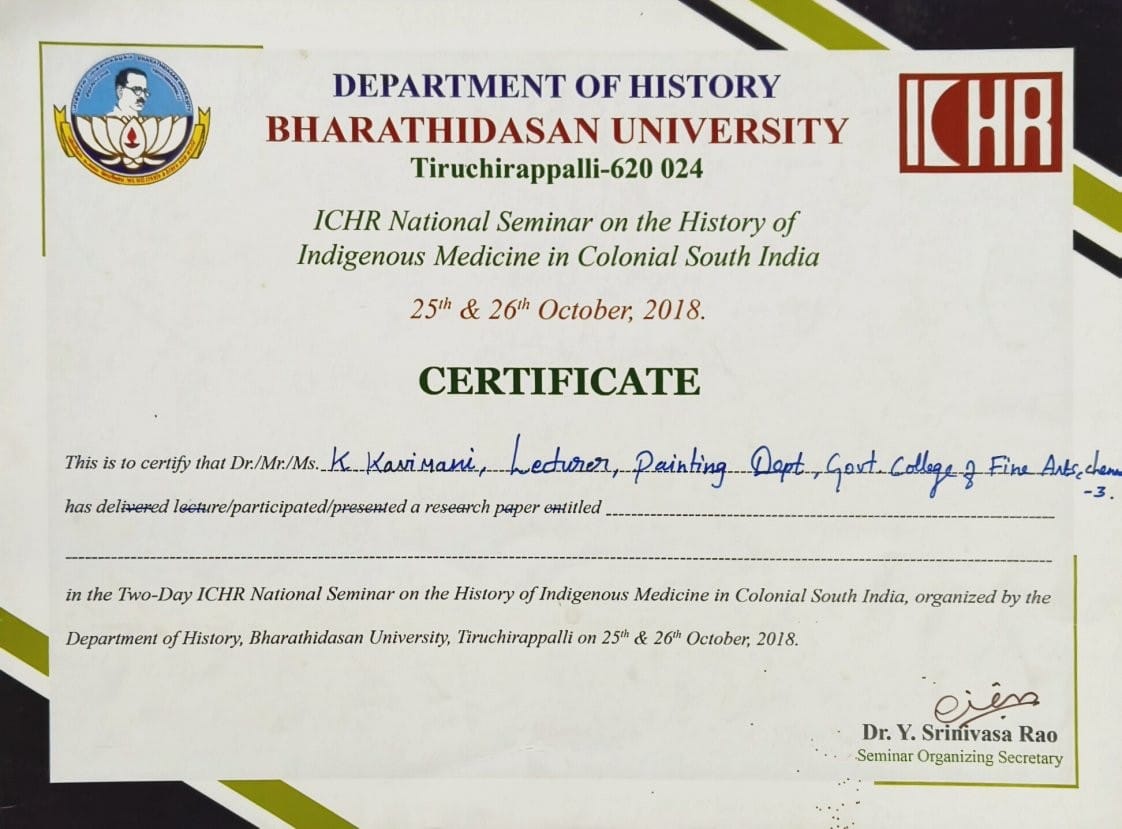 DEPARTMENT OF HISTORY
BHARATHIDASAN UNIVERSITY
Tiruchirappalli-620 024
ICHR
ICHR National Seminar on the History of
Indigenous Medicine in Colonial South India
25th & 26th October, 2018.
CERTIFICATE
This is to certify that Dr./Mr./Ms. K Kavimani, Lecturer, Painting Dept, Govt. College of Fine Arts, chenn
-3.
has delivered lecture/participated/presented a research paper entitled
in the Two-Day ICHR National Seminar on the History of Indigenous Medicine in Colonial South India, organized by the
Department of History, Bharathidasan University, Tiruchirappalli on 25th & 26th October, 2018.
Dr. Y. Srinivasa Rao
Seminar Organizing Secretary